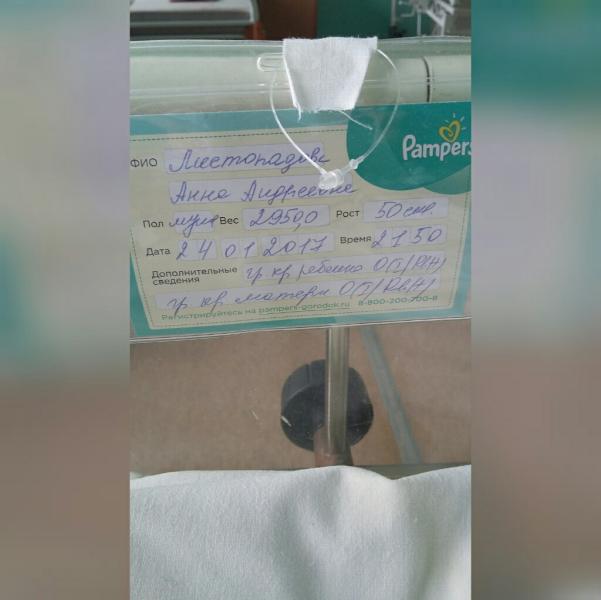 Pampers
ФИО Листопадова
Анна Андреевна
Пол муж Вес 2950,0 Рост 50 см.
Дата 24 01 2017 Время 21 50
Дополнительные сведения гр. кр. ребенка O(I) Rh(+)
гр. кр. матери O(I) Rh(+)
Регистрируйтесь на pampers-gorodok.ru 8-800-200-700-8